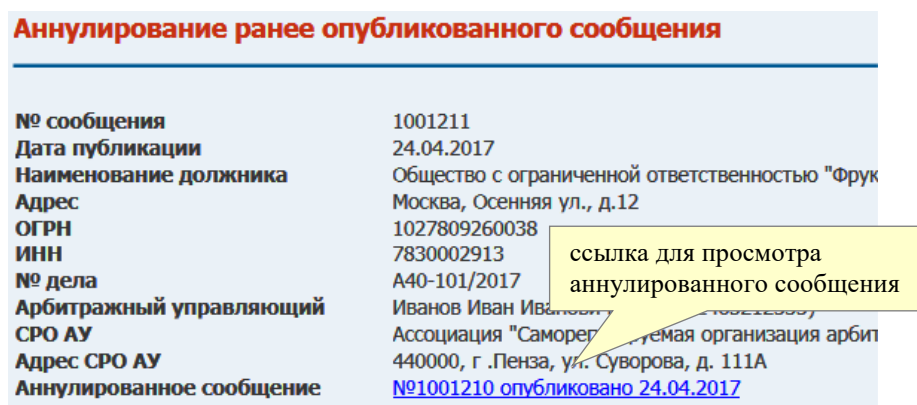 Аннулирование ранее опубликованного сообщения
№ сообщения 1001211
Дата публикации 24.04.2017
Наименование должника Общество с ограниченной ответственностью "Фрук
Адрес Москва, Осенняя ул., д.12
ОГРН 1027809260038
ИНН 7830002913
ссылка для просмотра
№ дела А40-101/2017
аннулированного сообщения
Арбитражный управляющий Иванов Иван
СРО АУ Ассоциация арбит
Адрес СРО АУ 440000, г .Пенза, ул. Суворова, д. 111А
Аннулированное сообщение №1001210 опубликовано 24.04.2017